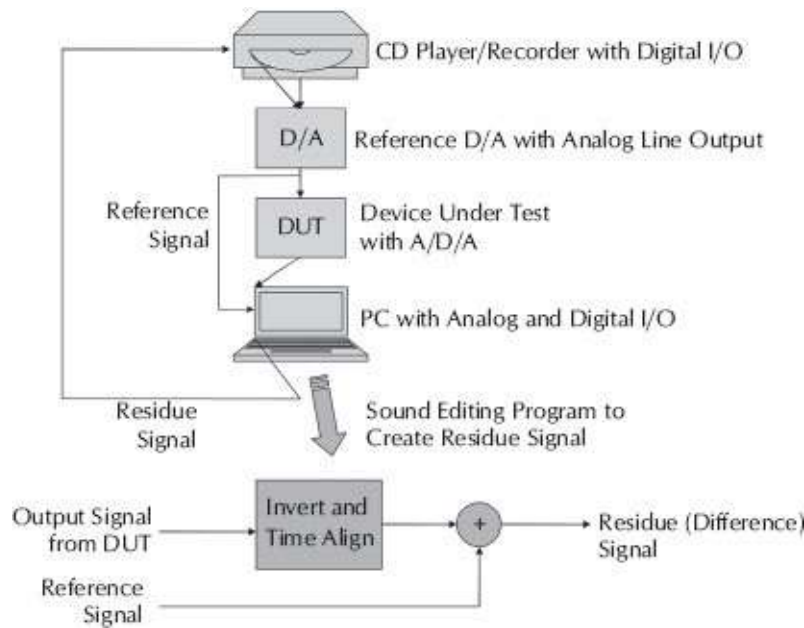 CD Player/Recorder with Digital I/O
D/A
Reference D/A with Analog Line Output
Reference
Signal
DUT
Device Under Test
with A/D/A
PC with Analog and Digital I/O
Residue
Signal
Sound Editing Program to
Create Residue Signal
Output Signal
from DUT
Invert and
Time Align
+
Residue (Difference)
Signal
Reference
Signal